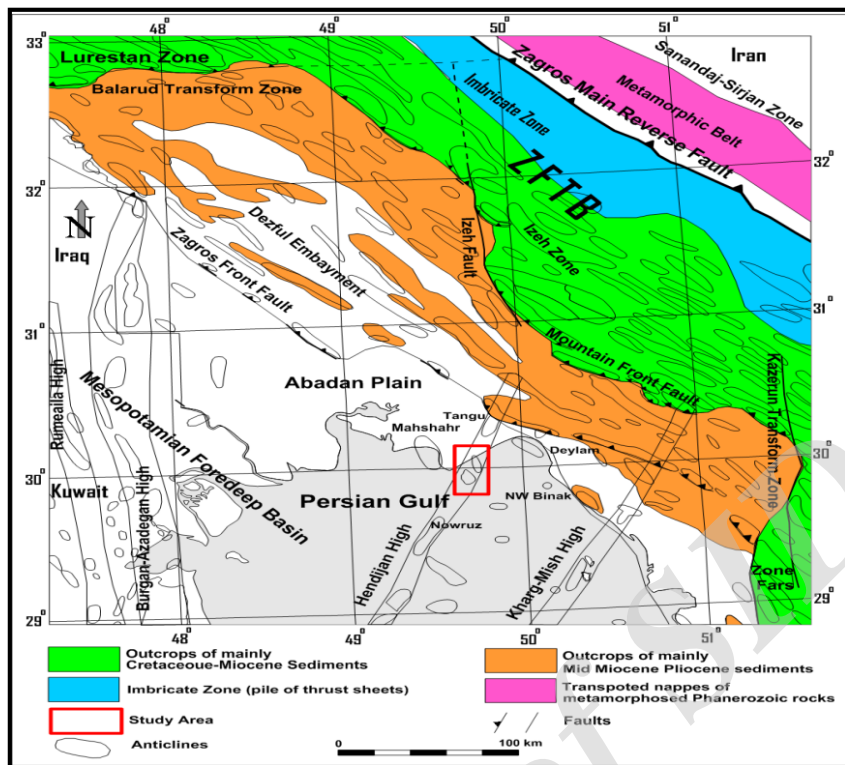 48°
49°
50°
51°
33°
Lurestan Zone
Balarud Transform Zone
Iran
Sanandaj-Sirjan Zone
Metamorphic Belt
Zagros Main Reverse Fault
Imbricate Zone
ZFTB
32°
32°
N
Iraq
Dezful Embayment
Zagros Front Fault
Izeh Fault
Izeh Zone
31°
31°
Mountain Front Fault
Kazerun Transform Zone
Rumeaila High
Mesopotamian Foredeep Basin
Abadan Plain
Tangu
Mahshahr
Deylam
30°
30°
Kuwait
Burgan-Azadegan High
Persian Gulf
NW Binak
Nowruz
Hendijan High
Kharg-Mish High
Zone
Fars
29°
29°
48°
49°
50°
51°
Outcrops of mainly
Cretaceoue-Miocene Sediments
Outcrops of mainly
Mid Miocene Pliocene sediments
Imbricate Zone (pile of thrust sheets)
Transpoted nappes of
metamorphosed Phanerozoic rocks
Study Area
Faults
Anticlines
0
100 km